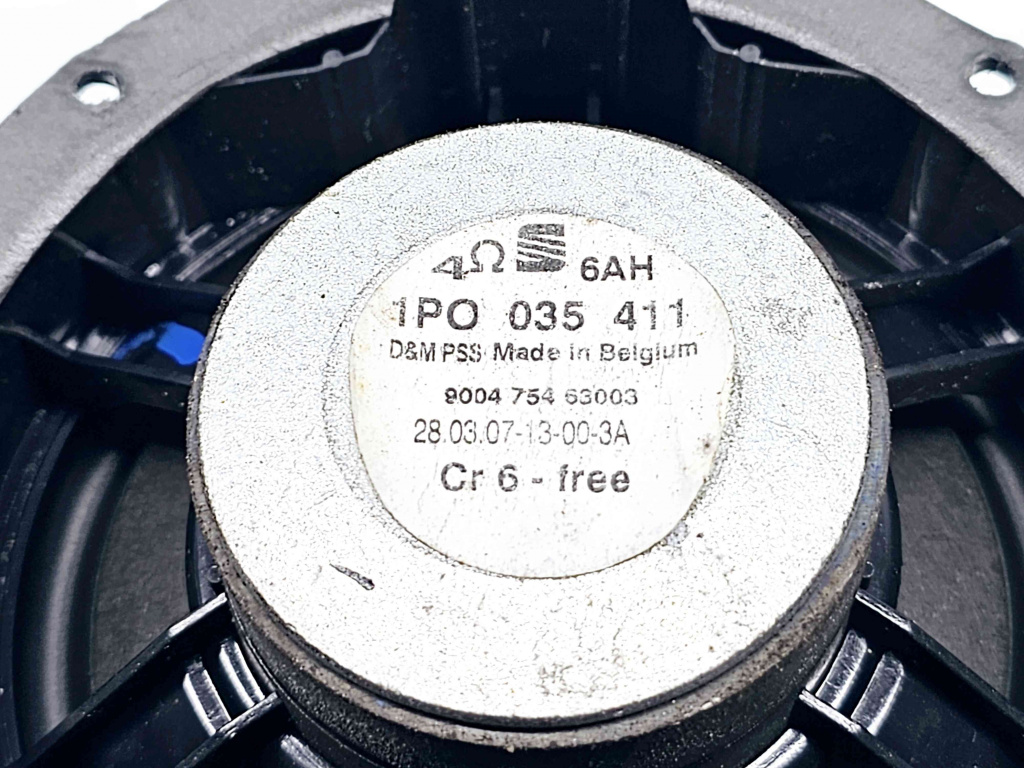 4Ω S 6AH
1PO 035 411
D&M PSS Made in Belgium
9004 754 63003
28.03.07-13-00-3A
Cr 6 - free